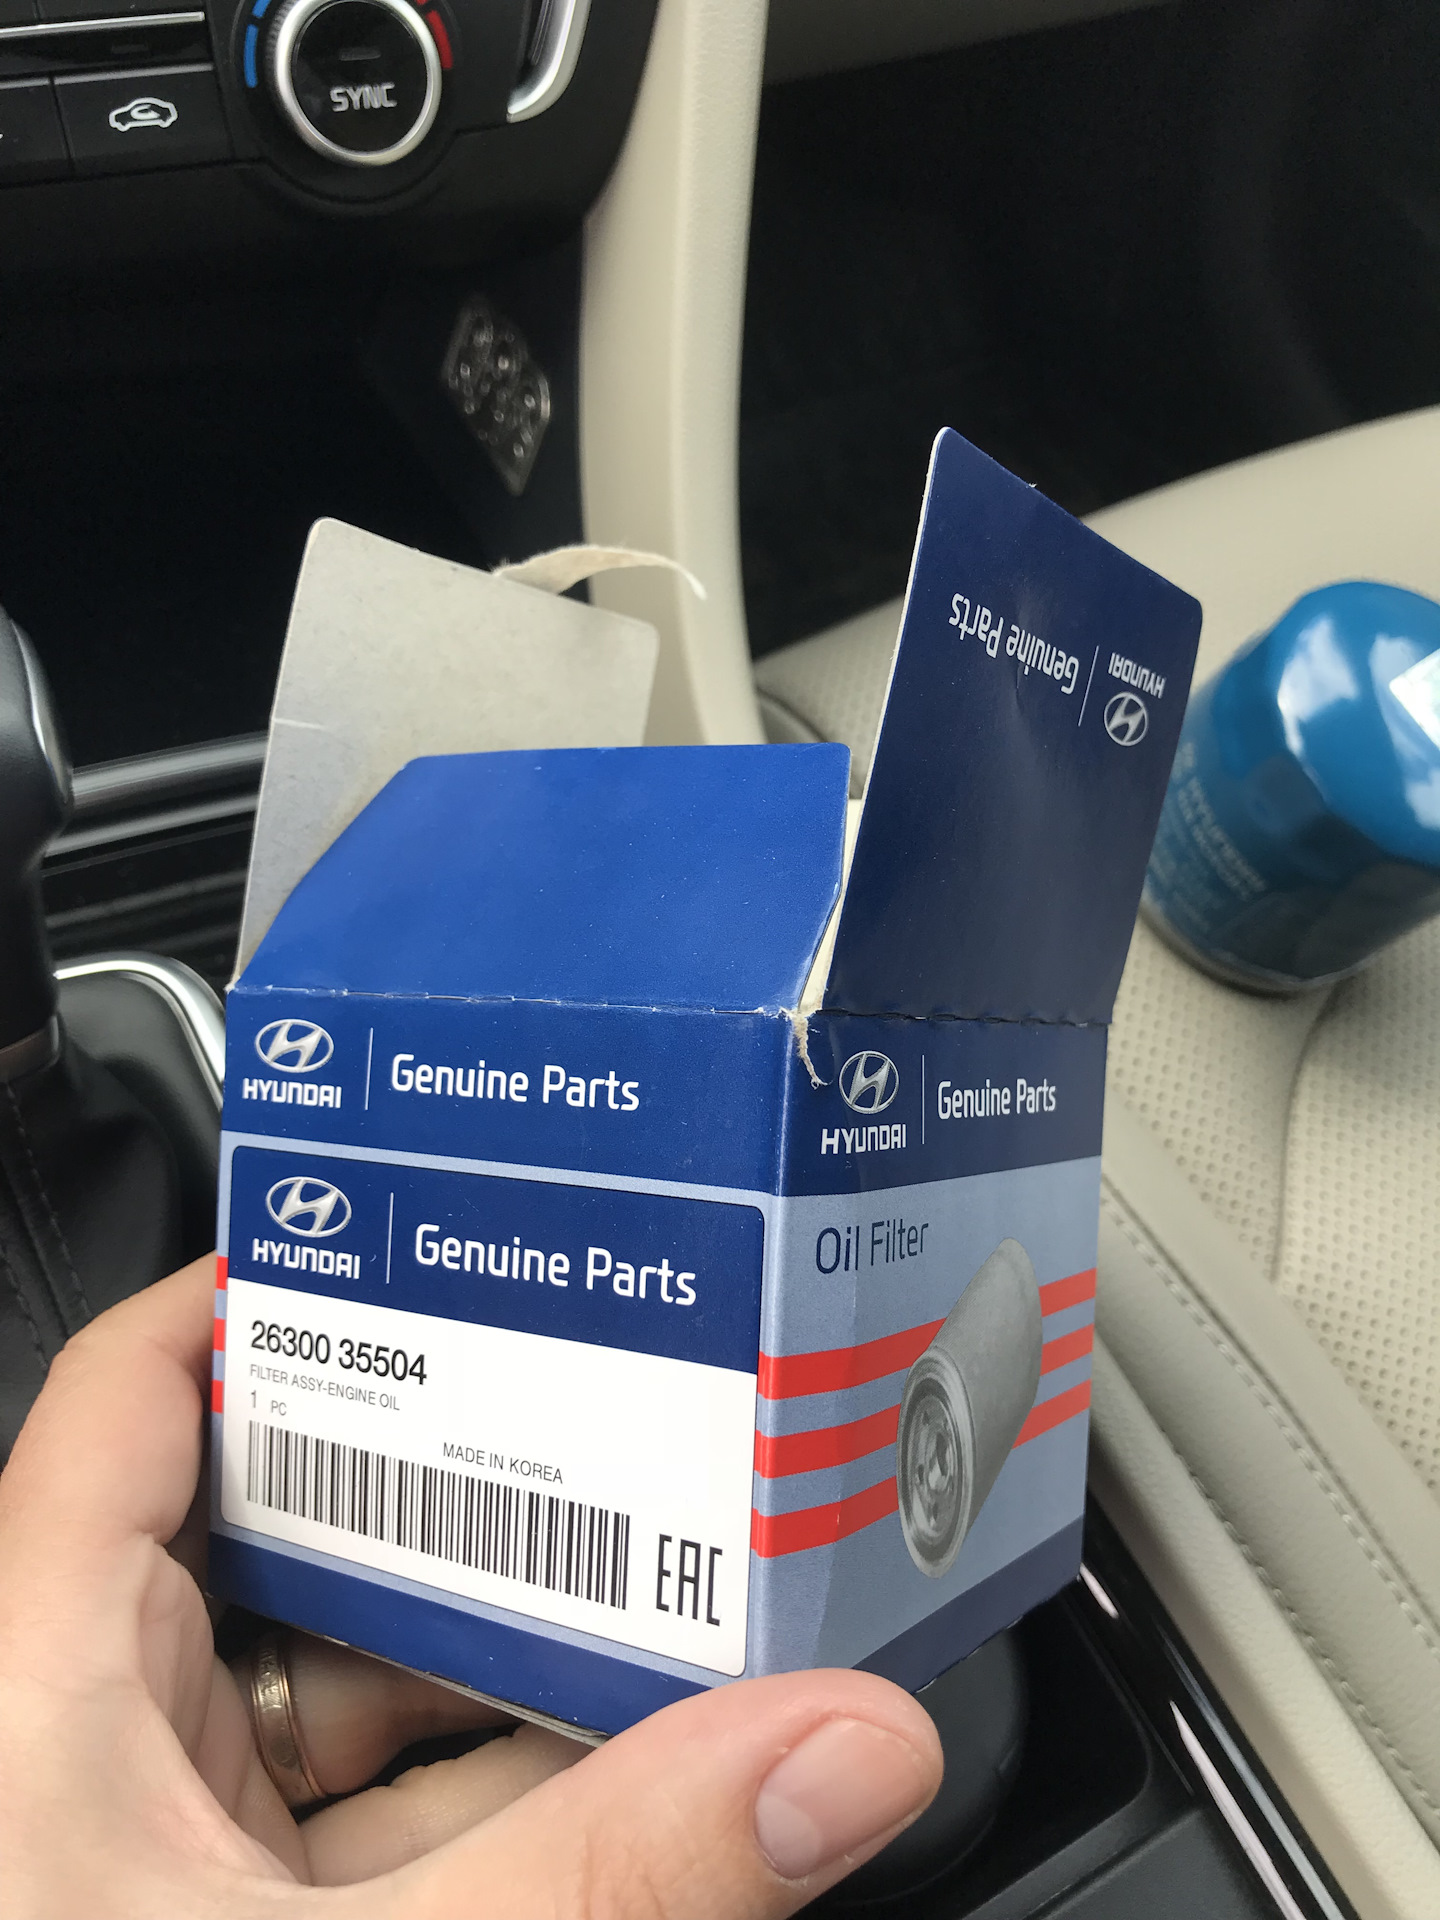 SYNC
Genuine Parts
HYUNDAI
HYUNDAI
Genuine Parts
HYUNDAI
Genuine Parts
HYUNDAI
Genuine Parts
26300 35504
FILTER ASSY-ENGINE OIL
1 PC
MADE IN KOREA
EAC
Oil Filter